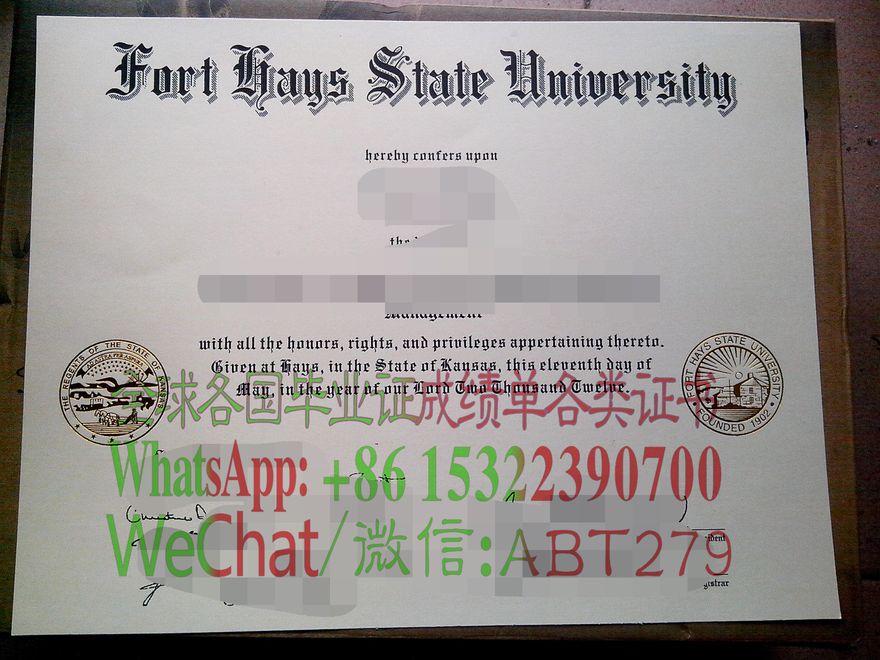 Fort Hays State University
hereby confers upon
the
Management
with all the honors, rights, and privileges appertaining thereto.
Given at Hays, in the State of Kansas, this eleventh day of
May, in the year of our Lord Two Thousand Twelve.
THE REGENTS OF THE STATE OF KANSAS
FORT HAYS STATE UNIVERSITY
FOUNDED 1902
全球各国毕业证成绩单各类证书
WhatsApp: +86 15322390700
WeChat/微信:ABT279